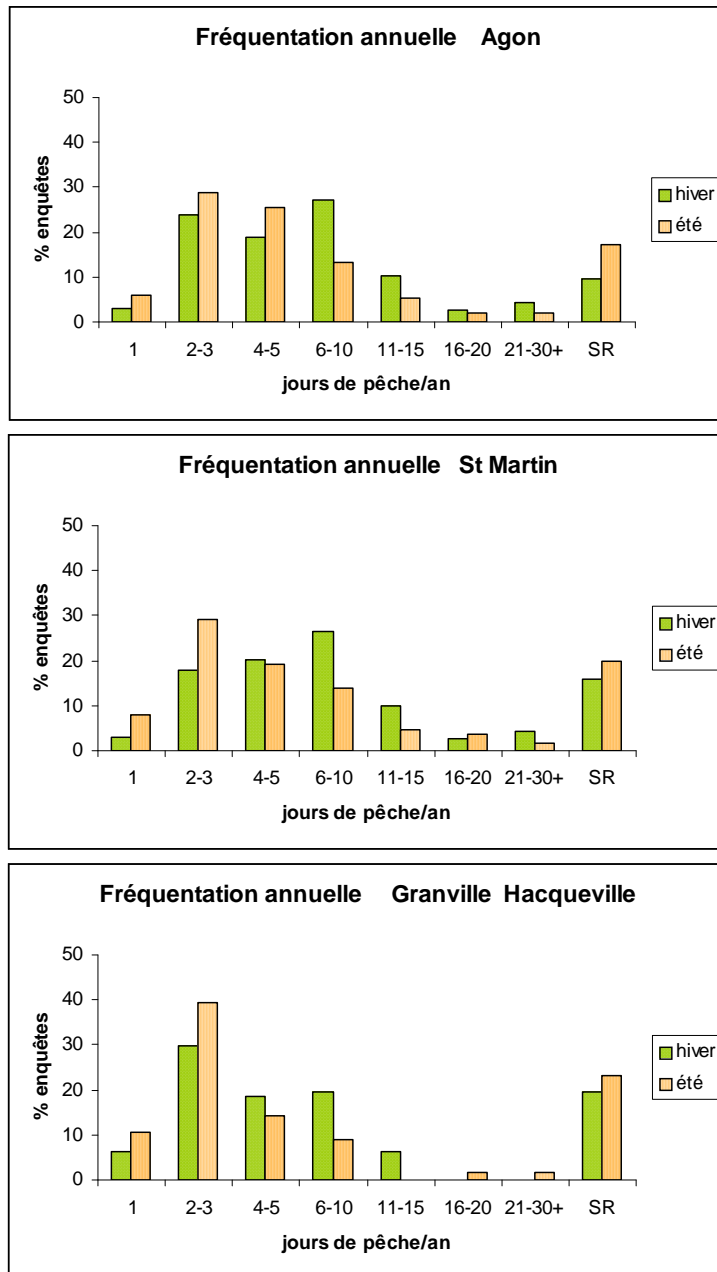 Fréquentation annuelle Agon
50
40
30
20
10
0
% enquêtes
1 2-3 4-5 6-10 11-15 16-20 21-30+ SR
jours de pêche/an
hiver
été
Fréquentation annuelle St Martin
50
40
30
20
10
0
% enquêtes
1 2-3 4-5 6-10 11-15 16-20 21-30+ SR
jours de pêche/an
hiver
été
Fréquentation annuelle Granville Hacqueville
50
40
30
20
10
0
% enquêtes
1 2-3 4-5 6-10 11-15 16-20 21-30+ SR
jours de pêche/an
hiver
été